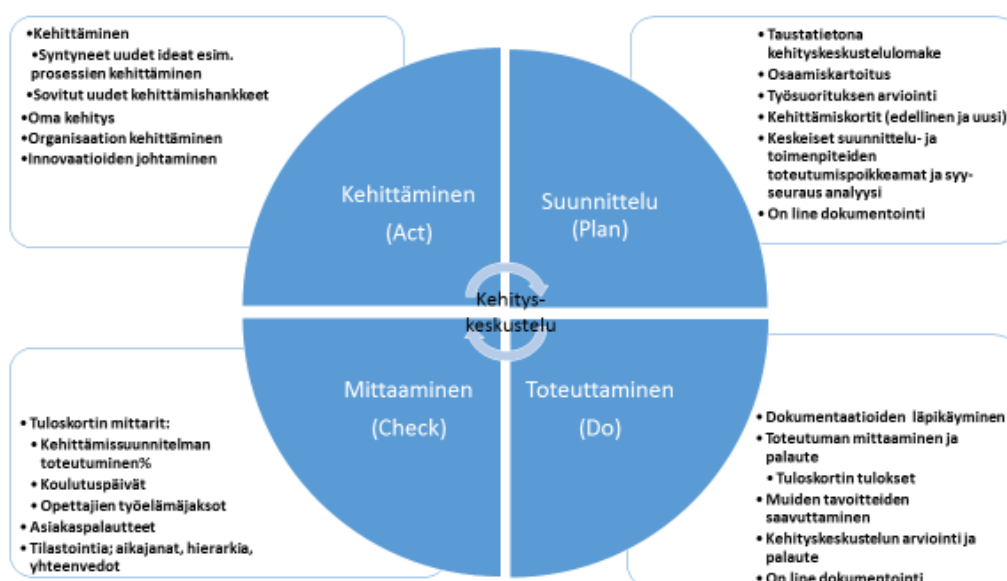 •Kehittäminen
•Syntyneet uudet ideat esim.
prosessien kehittäminen
•Sovitut uudet kehittämishankkeet
•Oma kehitys
•Organisaation kehittäminen
•Innovaatioiden johtaminen
• Taustatietona
kehityskeskustelulomake
• Osaamiskartoitus
• Työsuorituksen arviointi
• Kehittämiskortit (edellinen ja uusi)
• Keskeiset suunnittelu- ja
toimenpiteiden
toteutumispoikkeamat ja syy-
seuraus analyysi
• On line dokumentointi
Kehittäminen
(Act)
Suunnittelu
(Plan)
Kehitys-
keskustelu
Mittaaminen
(Check)
Toteuttaminen
(Do)
• Tuloskortin mittarit:
• Kehittämissuunnitelman
toteutuminen%
• Koulutuspäivät
• Opettajien työelämäjaksot
• Asiakaspalautteet
• Tilastointia; aikajanat, hierarkia,
yhteenvedot
• Dokumentaatioiden läpikäyminen
• Toteutuman mittaaminen ja
palaute
• Tuloskortin tulokset
• Muiden tavoitteiden
saavuttaminen
• Kehityskeskustelun arviointi ja
palaute
• On line dokumentointi